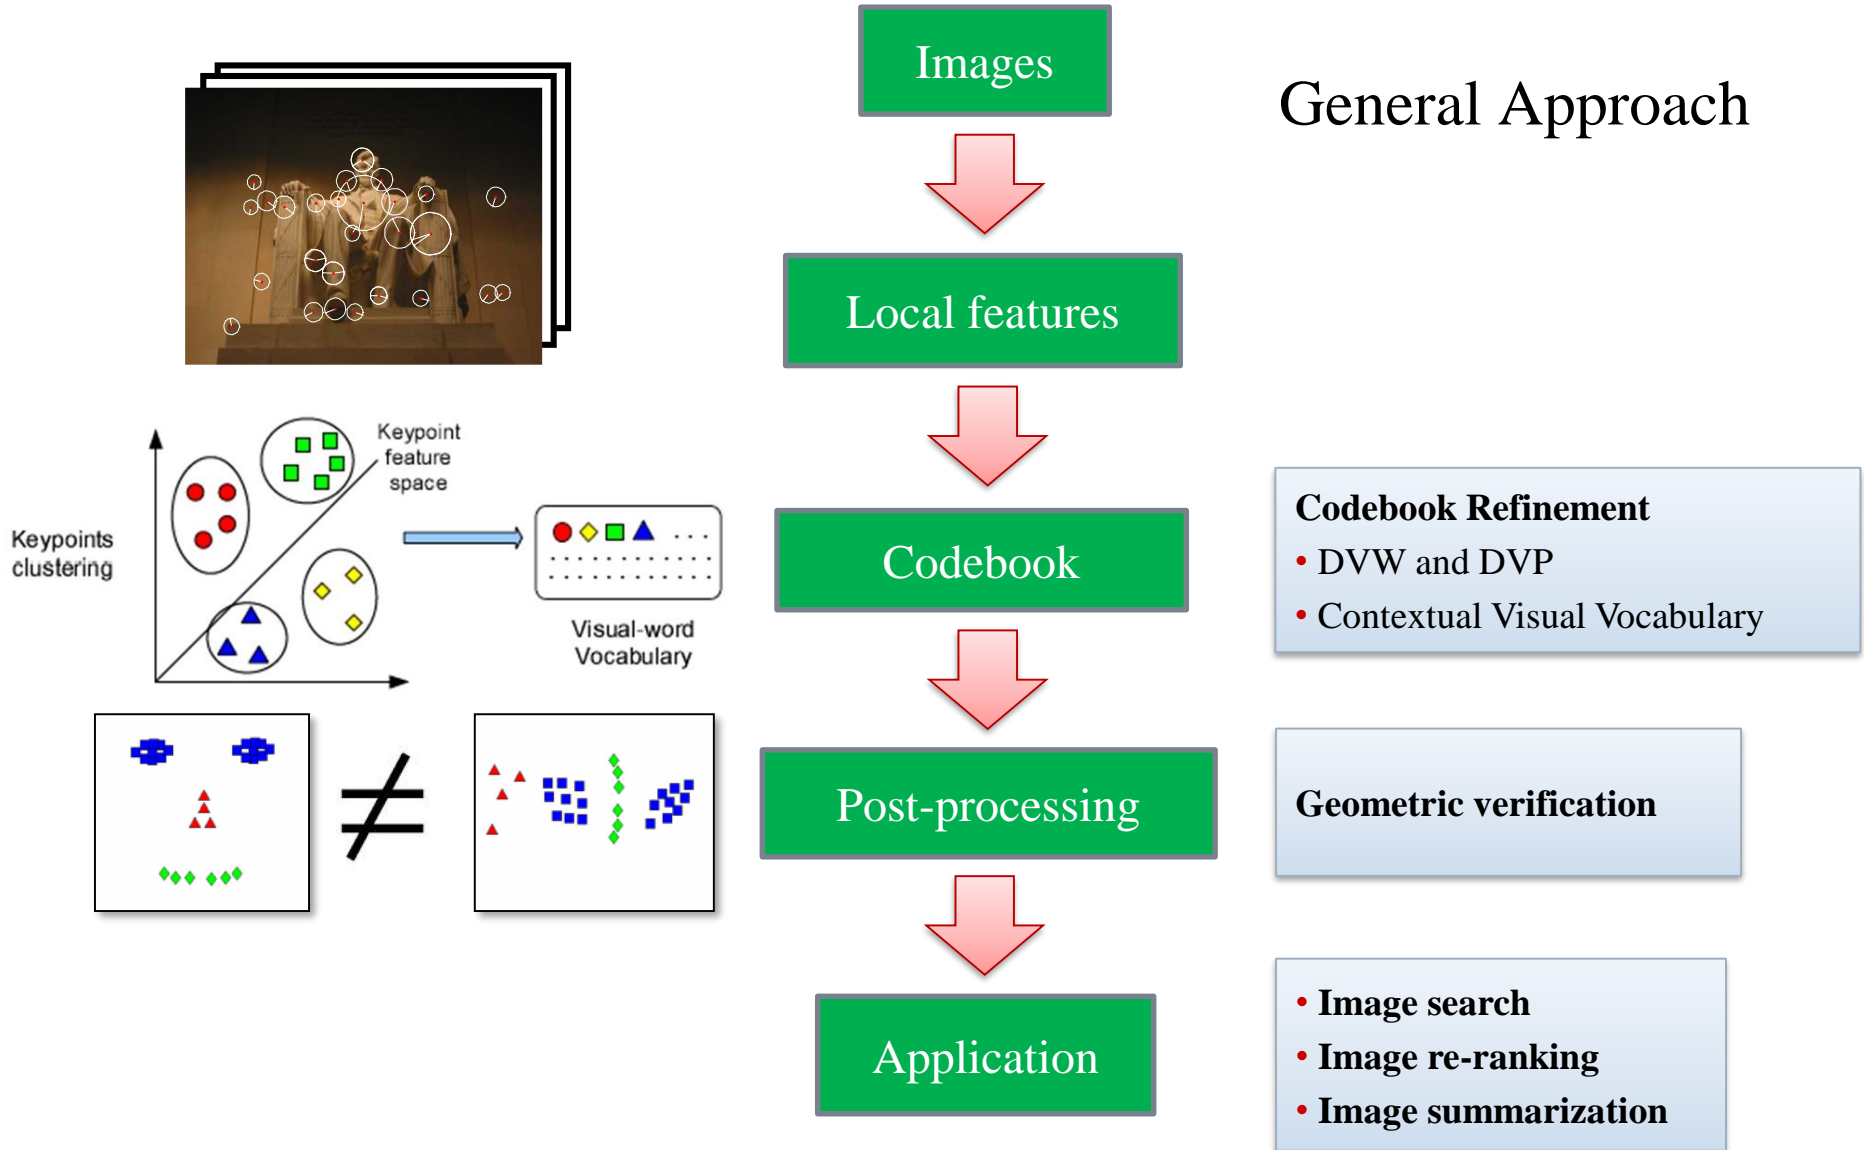 General Approach
Images
Local features
Codebook
Post-processing
Application
Keypoints
clustering
Keypoint
feature
space
Visual-word
Vocabulary
Codebook Refinement
• DVW and DVP
• Contextual Visual Vocabulary
Geometric verification
• Image search
• Image re-ranking
• Image summarization